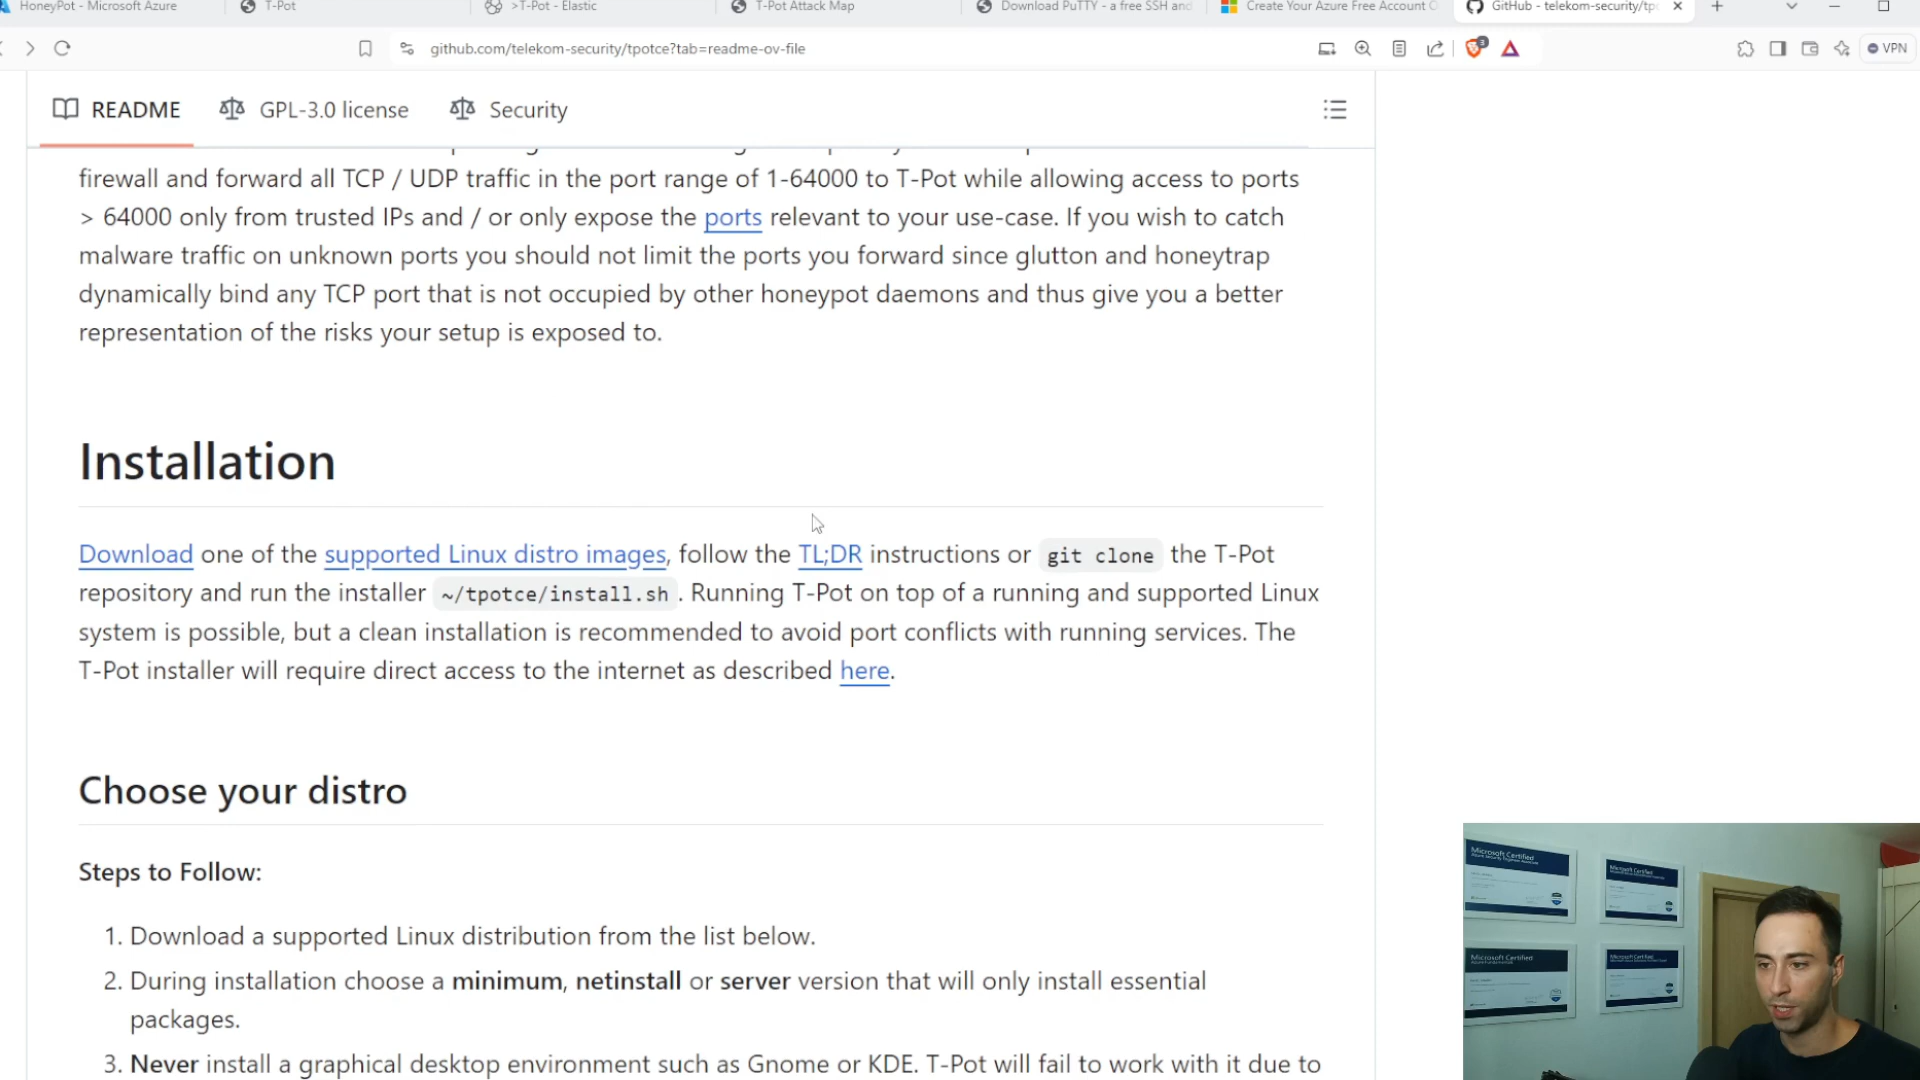 HoneyPot - Microsoft Azure
T-Pot
>T-Pot - Elastic
T-Pot Attack Map
Download PuTTY - a free SSH and
Create Your Azure Free Account O
GitHub - telekom-security/tp
github.com/telekom-security/tpotce?tab=readme-ov-file
3
VPN
README
GPL-3.0 license
Security
firewall and forward all TCP / UDP traffic in the port range of 1-64000 to T-Pot while allowing access to ports
> 64000 only from trusted IPs and / or only expose the ports relevant to your use-case. If you wish to catch
malware traffic on unknown ports you should not limit the ports you forward since glutton and honeytrap
dynamically bind any TCP port that is not occupied by other honeypot daemons and thus give you a better
representation of the risks your setup is exposed to.
Installation
Download one of the supported Linux distro images, follow the TL;DR instructions or git clone the T-Pot
repository and run the installer ~/tpotce/install.sh. Running T-Pot on top of a running and supported Linux
system is possible, but a clean installation is recommended to avoid port conflicts with running services. The
T-Pot installer will require direct access to the internet as described here.
Choose your distro
Steps to Follow:
1. Download a supported Linux distribution from the list below.
2. During installation choose a minimum, netinstall or server version that will only install essential
packages.
3. Never install a graphical desktop environment such as Gnome or KDE. T-Pot will fail to work with it due to
Microsoft Certified
Microsoft Certified
Microsoft Certified
Microsoft Certified